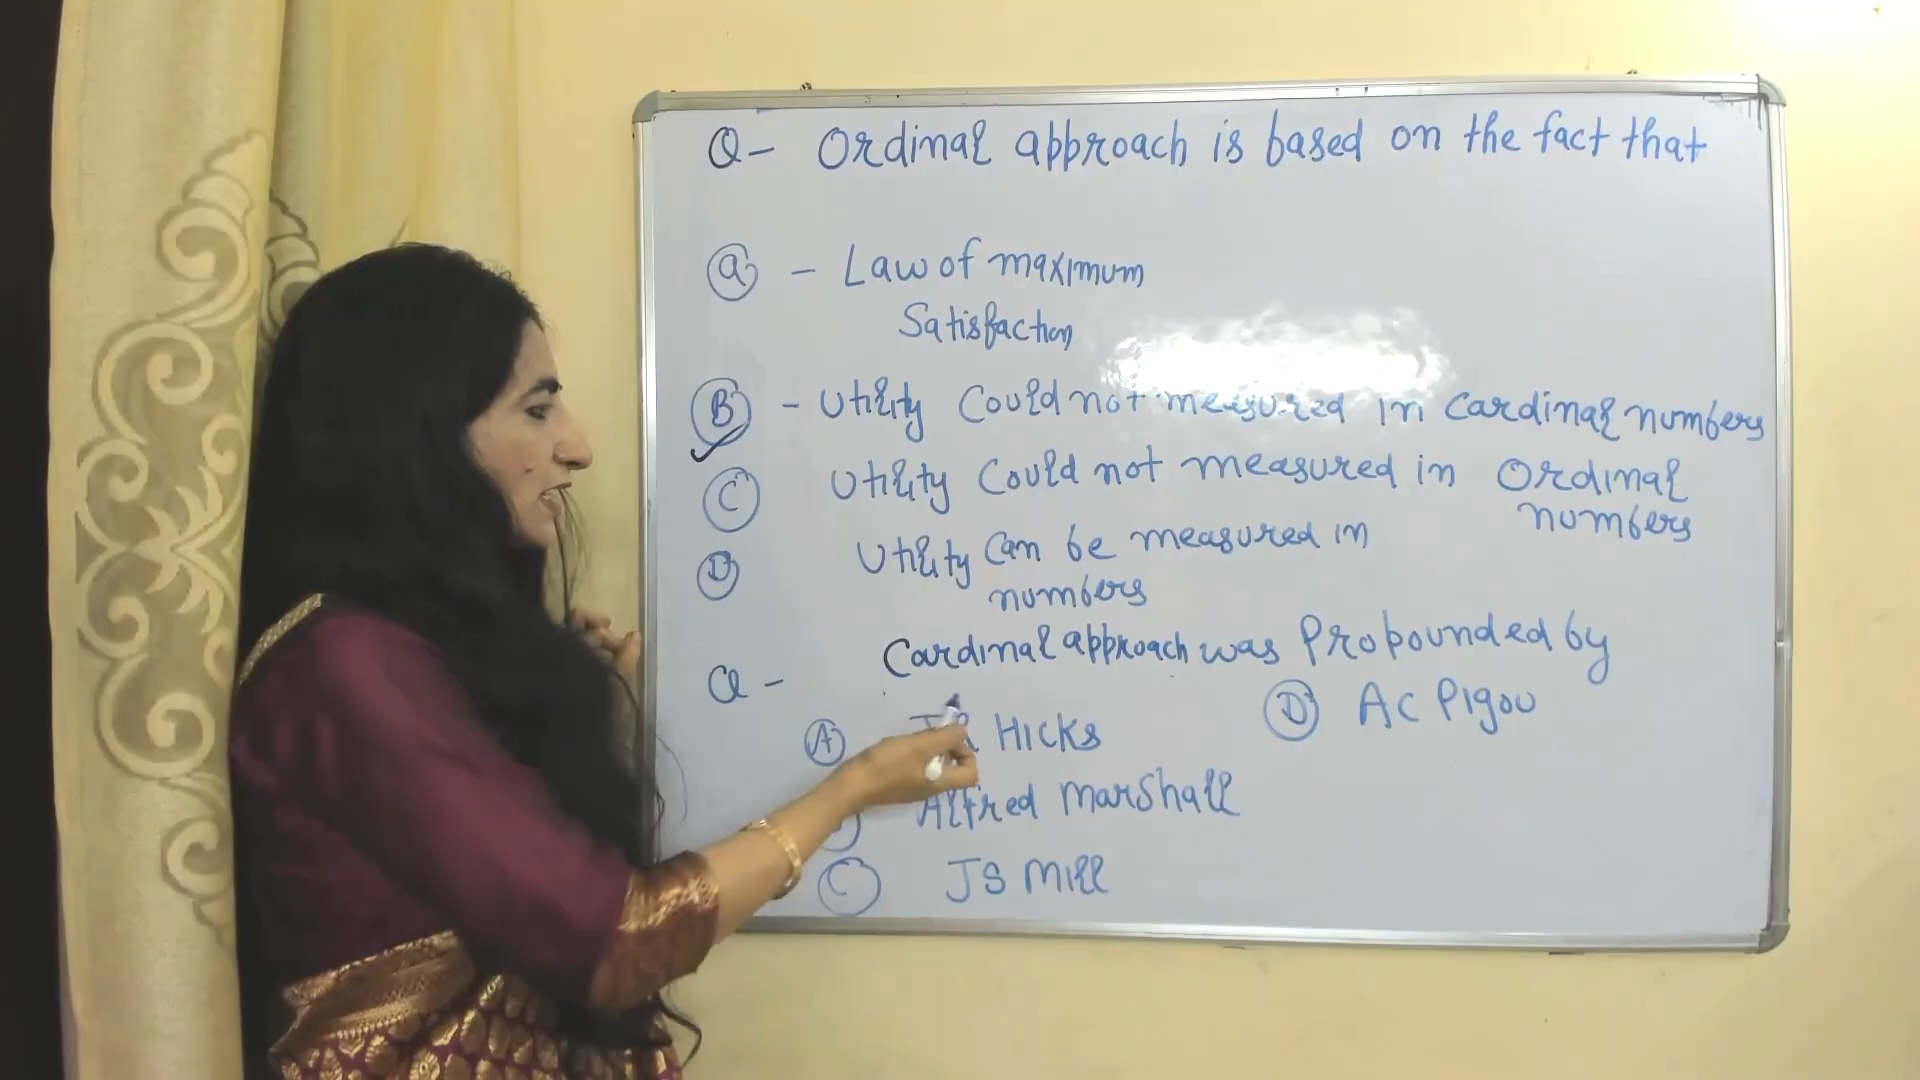 Q- Ordinal approach is based on the fact that
a - Law of maximum
Satisfaction
B - Utility Could not measured in cardinal numbers
C Utility Could not measured in Ordinal
numbers
D Utility Can be measured in
numbers
Q - Cardinal approach was Propounded by
A JR Hicks
D AC Pigou
Alfred Marshall
C JS Mill